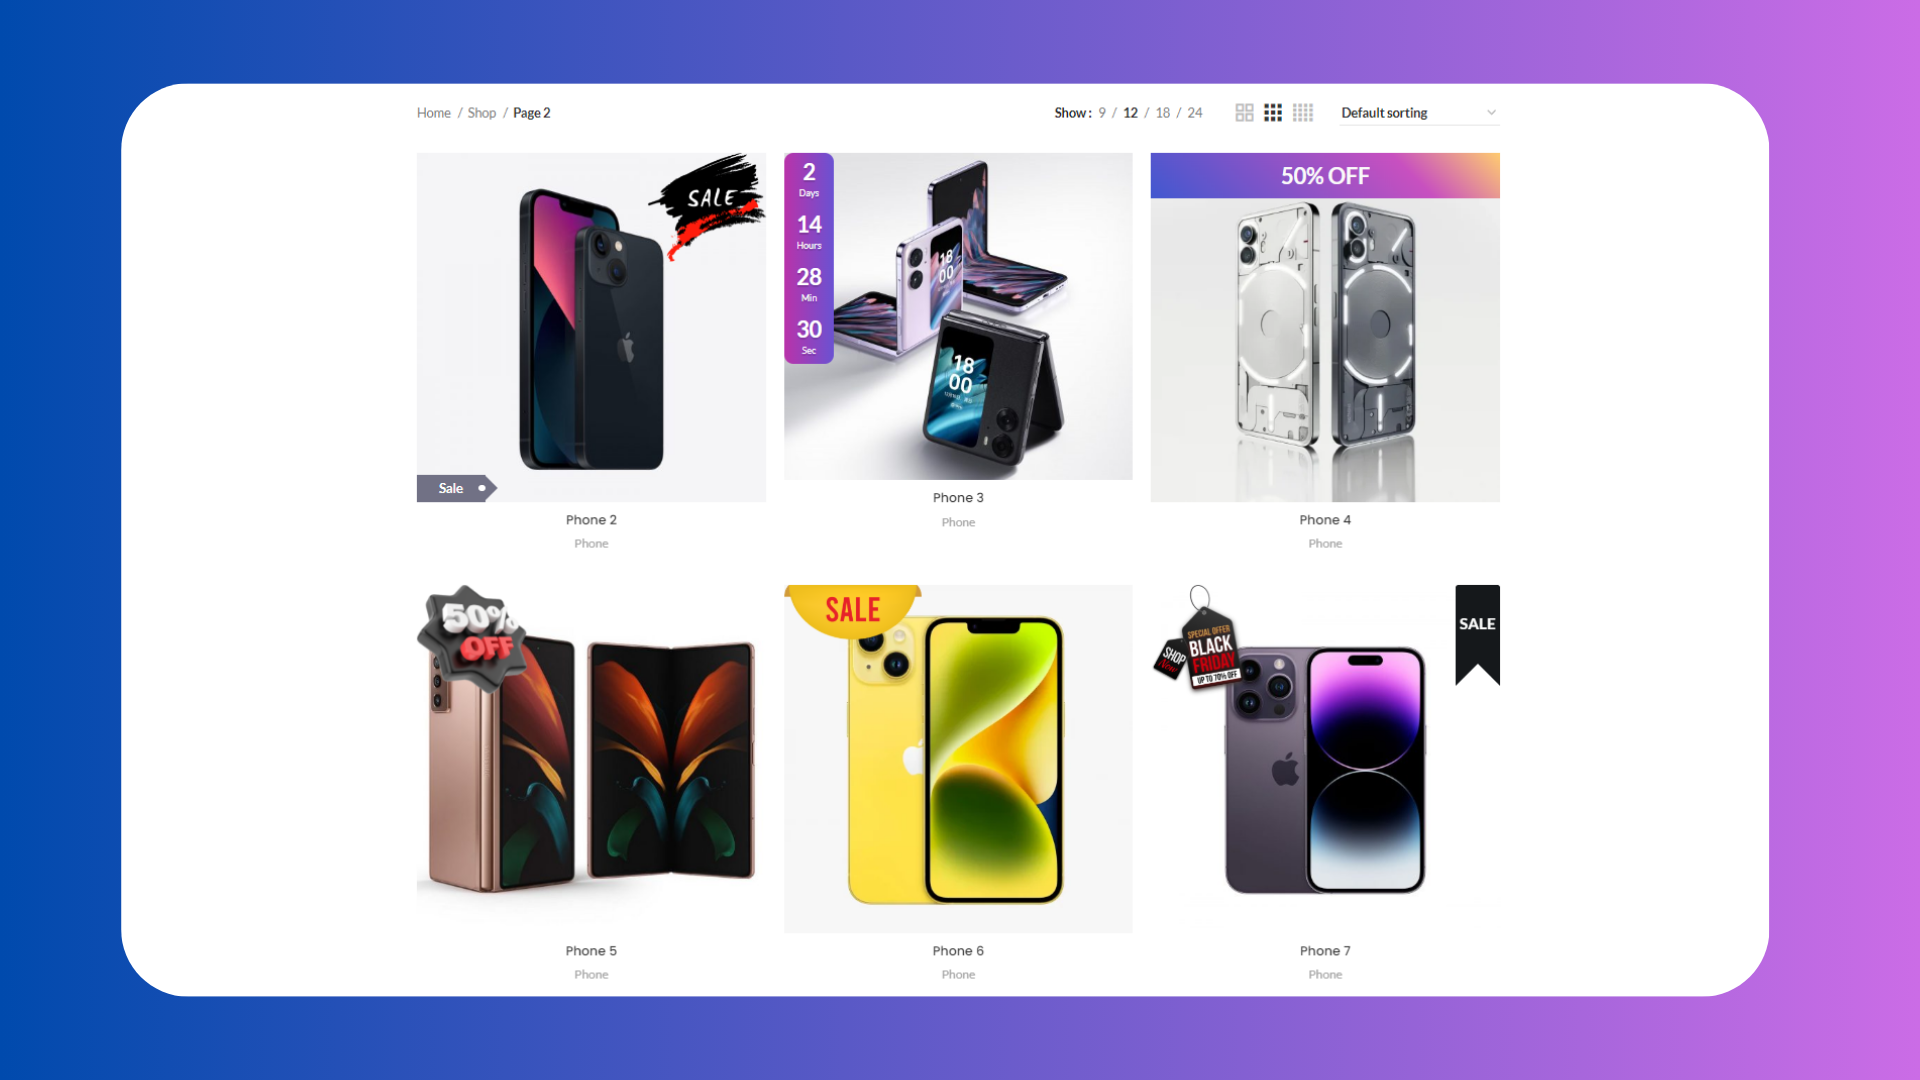 Home / Shop / Page 2
Show : 9 / 12 / 18 / 24
Default sorting
SALE
Sale
Phone 2
Phone
2
Days
14
Hours
28
Min
30
Sec
18
00
18
00
Phone 3
Phone
50% OFF
Phone 4
Phone
50%
OFF
Phone 5
Phone
SALE
Phone 6
Phone
SPECIAL OFFER
BLACK
FRIDAY
UP TO 70% OFF
SHOP
Now
SALE
Phone 7
Phone